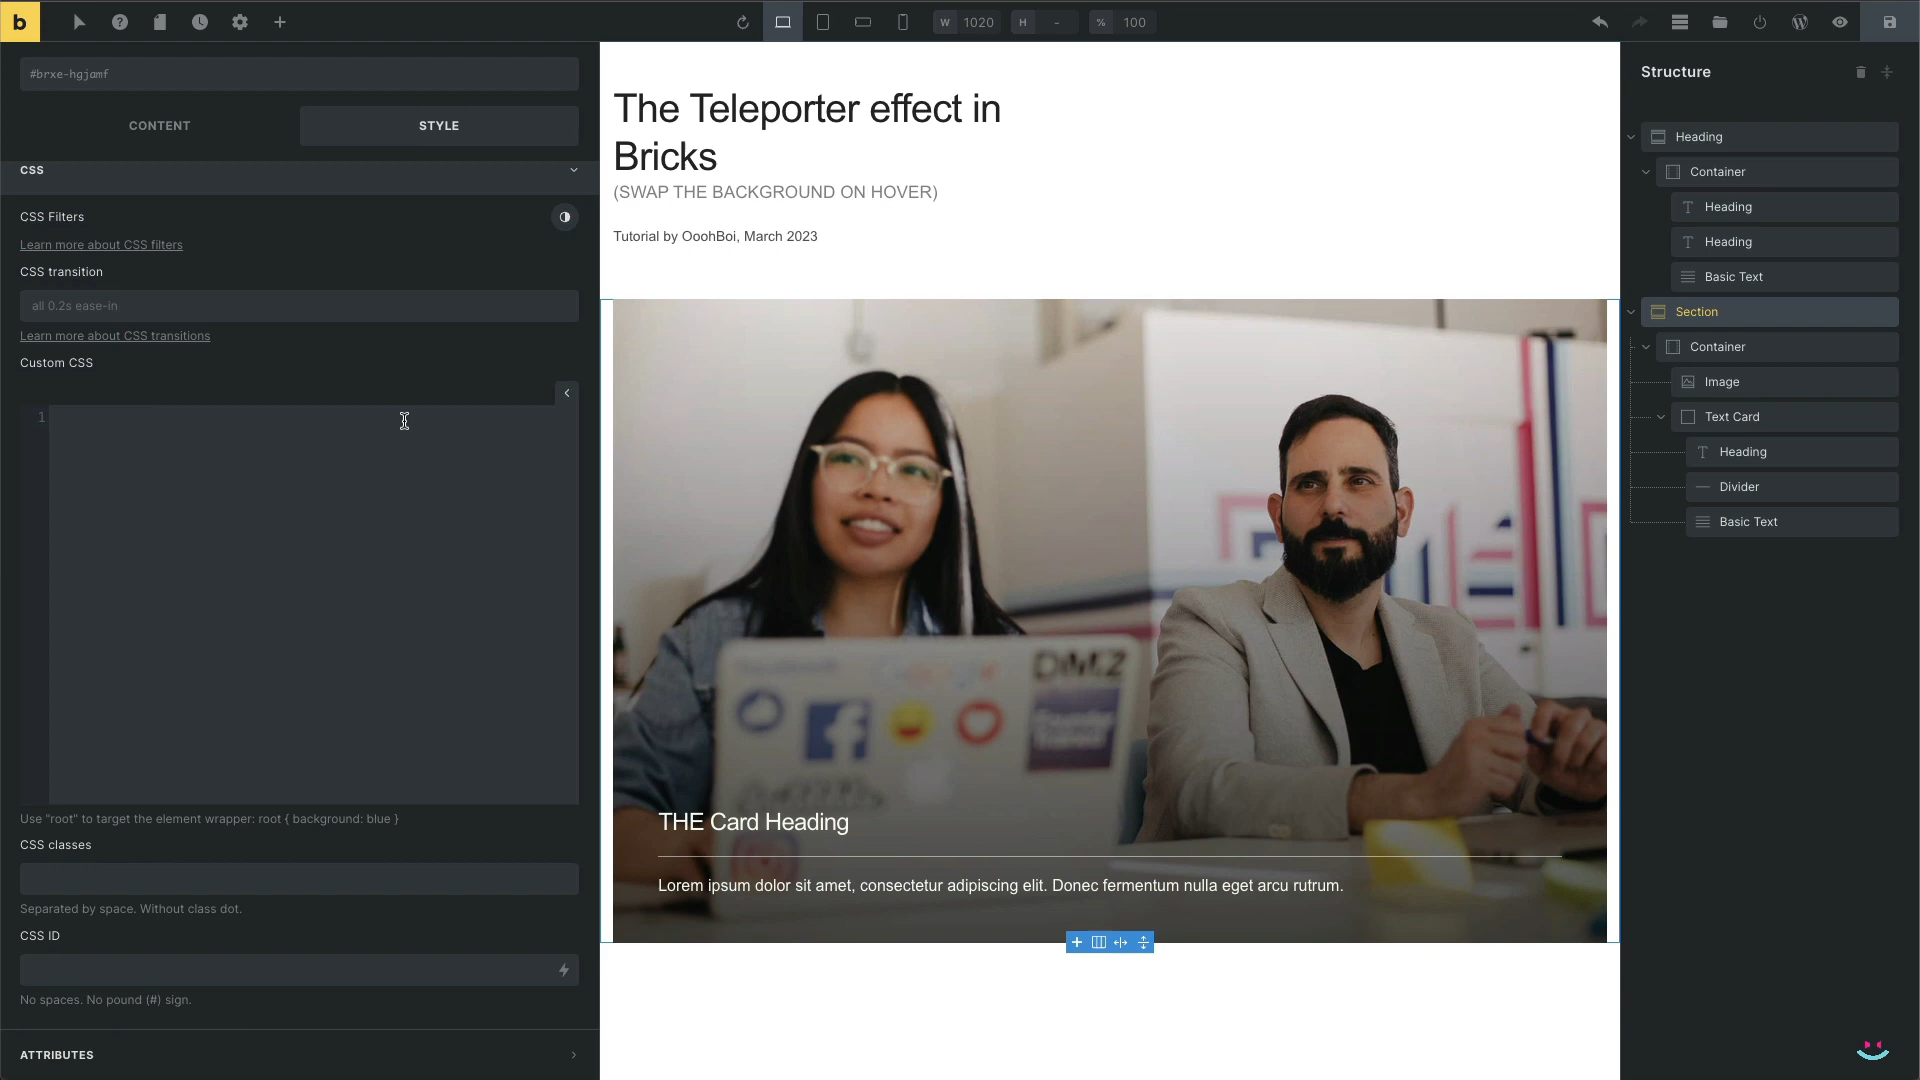 b
W 1020 H - % 100
#brxe-hgjamf
CONTENT
STYLE
CSS
CSS Filters
Learn more about CSS filters
CSS transition
all 0.2s ease-in
Learn more about CSS transitions
Custom CSS
1
Use "root" to target the element wrapper: root { background: blue }
CSS classes
Separated by space. Without class dot.
CSS ID
No spaces. No pound (#) sign.
ATTRIBUTES
The Teleporter effect in
Bricks
(SWAP THE BACKGROUND ON HOVER)
Tutorial by OoohBoi, March 2023
DMZ
THE Card Heading
Lorem ipsum dolor sit amet, consectetur adipiscing elit. Donec fermentum nulla eget arcu rutrum.
Structure
Heading
Container
Heading
Heading
Basic Text
Section
Container
Image
Text Card
Heading
Divider
Basic Text